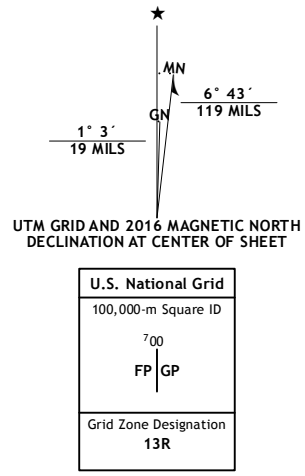 ★
MN
6° 43´
119 MILS
GN
1° 3´
19 MILS
UTM GRID AND 2016 MAGNETIC NORTH
DECLINATION AT CENTER OF SHEET
U.S. National Grid
100,000-m Square ID
⁷00
FP GP
Grid Zone Designation
13R